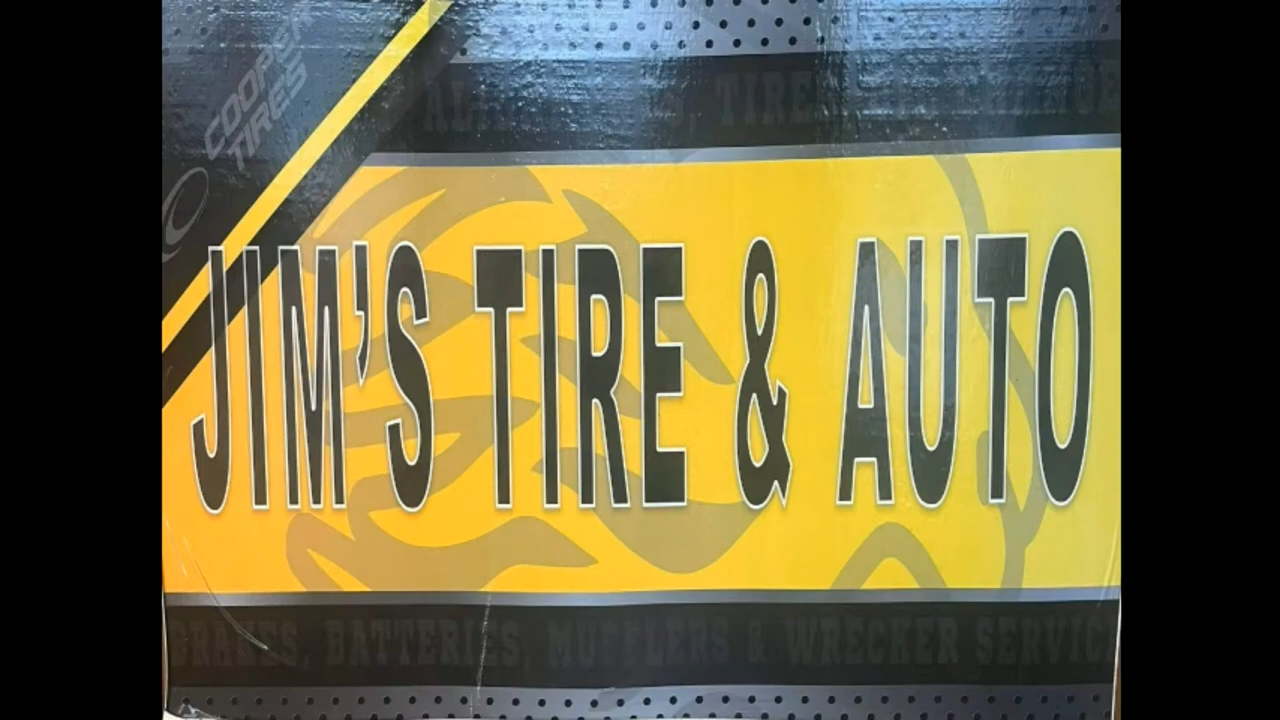 COOPER
TIRES
TIRE
JIM'S TIRE & AUTO
BRAKES, BATTERIES, MUFFLERS & WRECKER SERVICE